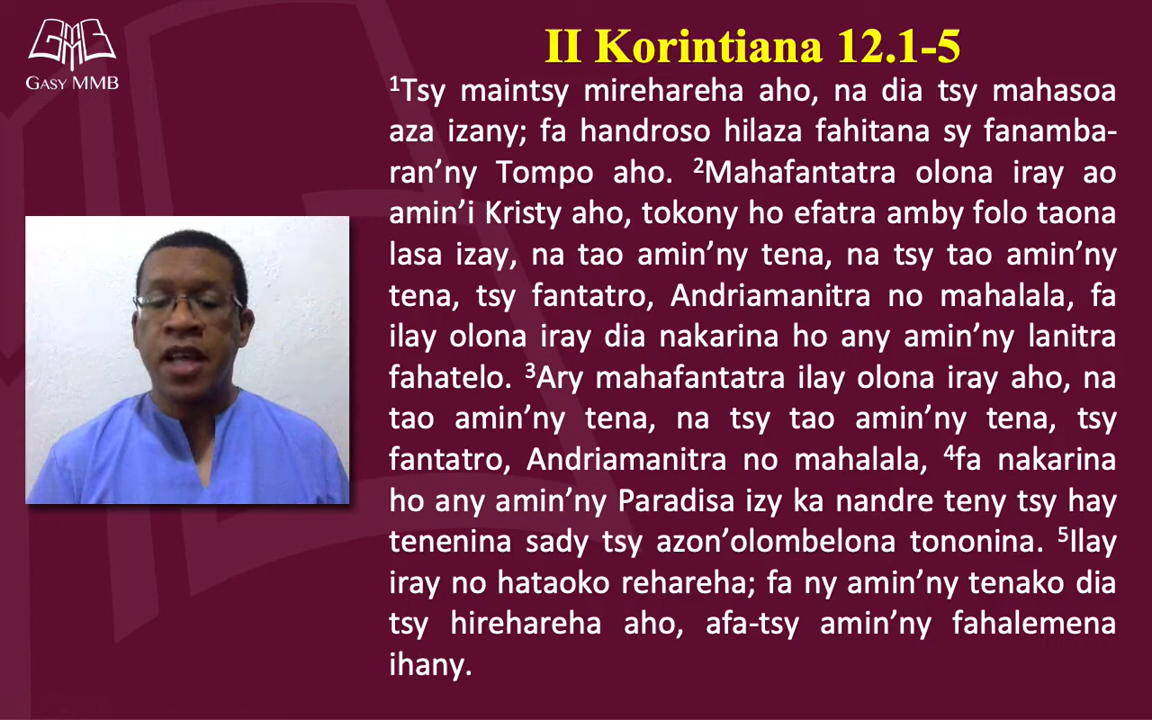 GMMG
GASY MMB
II Korintiana 12.1-5
¹Tsy maintsy mirehareha aho, na dia tsy mahasoa
aza izany; fa handroso hilaza fahitana sy fanamba-
ran’ny Tompo aho. ²Mahafantatra olona iray ao
amin’i Kristy aho, tokony ho efatra amby folo taona
lasa izay, na tao amin’ny tena, na tsy tao amin’ny
tena, tsy fantatro, Andriamanitra no mahalala, fa
ilay olona iray dia nakarina ho any amin’ny lanitra
fahatelo. ³Ary mahafantatra ilay olona iray aho, na
tao amin’ny tena, na tsy tao amin’ny tena, tsy
fantatro, Andriamanitra no mahalala, ⁴fa nakarina
ho any amin’ny Paradisa izy ka nandre teny tsy hay
tenenina sady tsy azon’olombelona tononina. ⁵Ilay
iray no hataoko rehareha; fa ny amin’ny tenako dia
tsy hirehareha aho, afa-tsy amin’ny fahalemena
ihany.